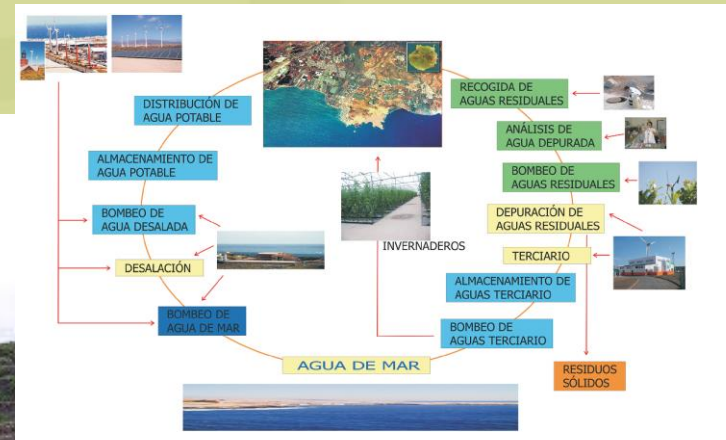 DISTRIBUCIÓN DE
AGUA POTABLE
ALMACENAMIENTO DE
AGUA POTABLE
BOMBEO DE
AGUA DESALADA
DESALACIÓN
BOMBEO DE
AGUA DE MAR
AGUA DE MAR
INVERNADEROS
RECOGIDA DE
AGUAS RESIDUALES
ANÁLISIS DE
AGUA DEPURADA
BOMBEO DE
AGUAS RESIDUALES
DEPURACIÓN DE
AGUAS RESIDUALES
TERCIARIO
ALMACENAMIENTO DE
AGUAS TERCIARIO
BOMBEO DE
AGUAS TERCIARIO
RESIDUOS
SÓLIDOS